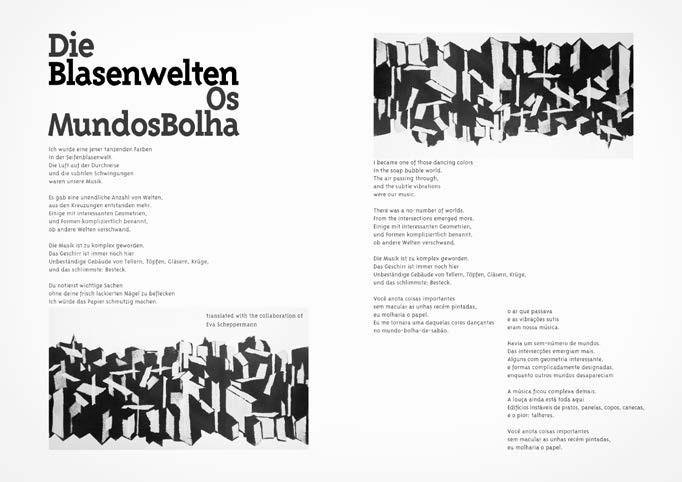 Die
Blasenwelten
Os
MundosBolha
Ich wurde eine jener tanzenden Farben
in der Seifenblasenwelt.
Die Luft auf der Durchreise
und die subtilen Schwingungen
waren unsere Musik.
Es gab eine unendliche Anzahl von Welten,
aus den Kreuzungen entstanden mehr.
Einige mit interessanten Geometrien,
und Formen kompliziertlich benannt,
ob andere Welten verschwand.
Die Musik ist zu komplex geworden.
Das Geschirr ist immer noch hier
Unbeständige Gebäude von Tellern, Töpfen, Gläsern, Krüge,
und das schlimmste: Besteck.
Du notierst wichtige Sachen
ohne deine frisch lackierten Nägel zu beflecken
Ich würde das Papier schmutzig machen.
translated with the collaboration of
Eva Scheppermann
I became one of those dancing colors
In the soap bubble world.
The air passing through,
and the subtle vibrations
were our music.
There was a no-number of worlds.
From the intersections emerged more.
Einige mit interessanten Geometrien,
und Formen kompliziertlich benannt,
ob andere Welten verschwand.
Die Musik ist zu komplex geworden.
Das Geschirr ist immer noch hier
Unbeständige Gebäude von Tellern, Töpfen, Gläsern, Krüge,
und das schlimmste: Besteck.
Você anota coisas importantes
sem macular as unhas recém pintadas,
eu molharia o papel.
Eu me tornara uma daquelas cores dançantes
no mundo-bolha-de-sabão.
o ar que passava
e as vibrações sutis
eram nossa música.
Havia um sem-número de mundos.
Das intersecções emergiam mais.
Alguns com geometria interessante,
e formas complicadamente designadas,
enquanto outros mundos desapareciam
A música ficou complexa demais.
A louça ainda está toda aqui
Edifícios instáveis de pratos, panelas, copos, canecas,
e o pior: talheres.
Você anota coisas importantes
sem macular as unhas recém pintadas,
eu molharia o papel.